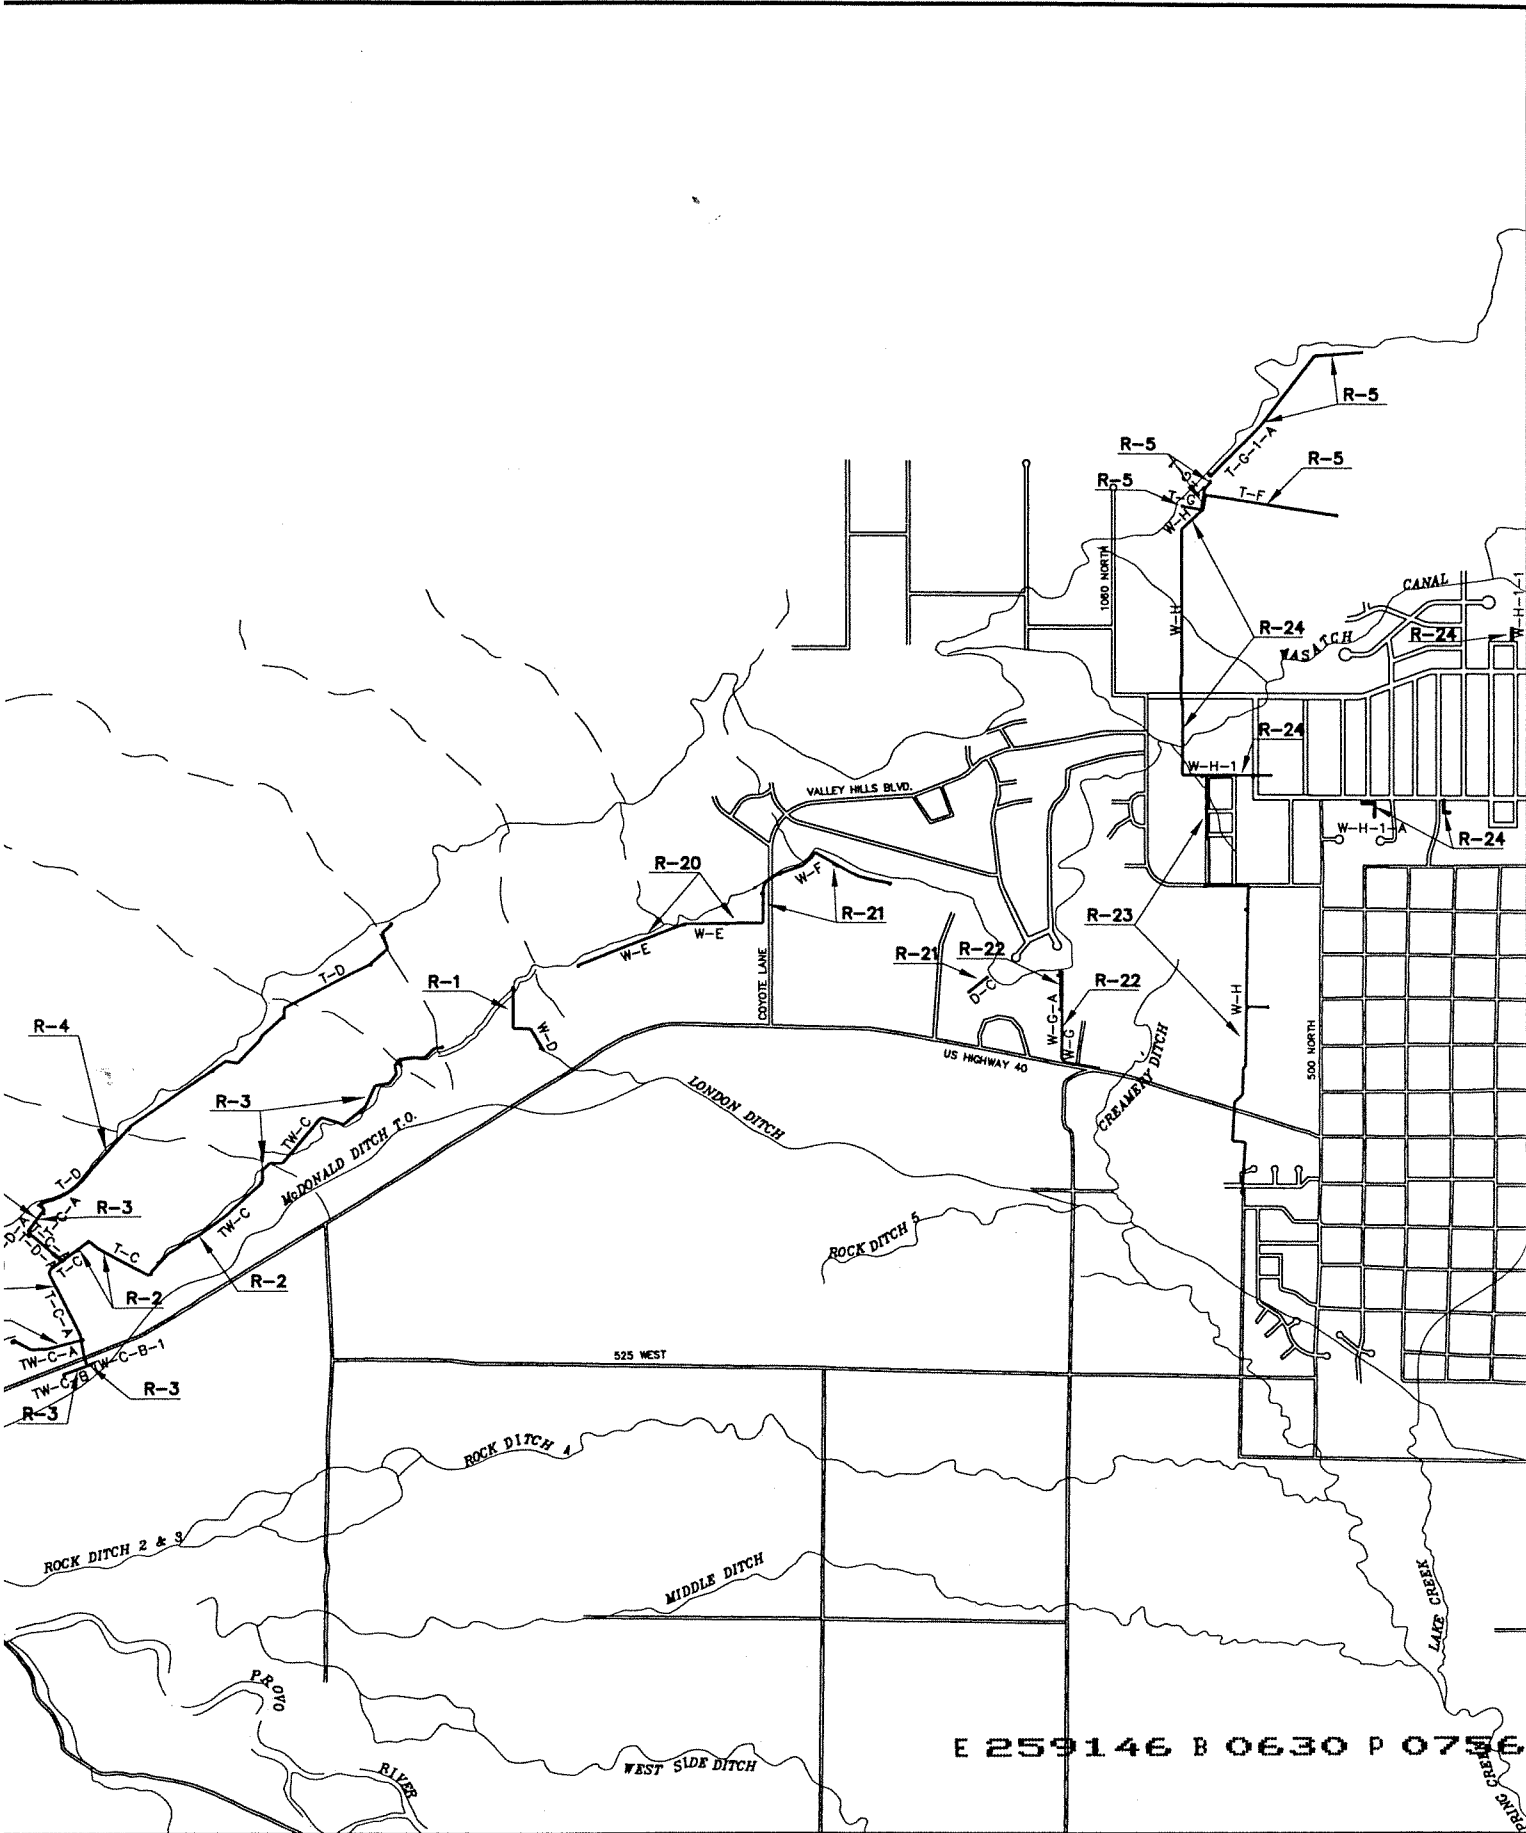 R-5
T-G-1-A
R-5
R-5
R-5
T-F
T-G
W-H
1060 NORTH
W-H
CANAL
W-H-1-1
R-24
WASATCH
R-24
R-24
W-H-1
VALLEY HILLS BLVD.
W-H-1-A
R-24
R-20
W-F
R-21
R-23
W-E
W-E
R-21
R-22
D-C
R-22
COYOTE LANE
W-G-A
W-G
W-H
500 NORTH
T-D
R-1
W-D
R-4
US HIGHWAY 40
CREAMERY DITCH
LONDON DITCH
R-3
TW-C
McDONALD DITCH T.O.
T-D
R-3
T-C-A
D-A
T-C
T-C
TW-C
ROCK DITCH 5
R-2
R-2
T-C-A
TW-C-A
TW-C-B-1
TW-C-B
R-3
R-3
525 WEST
ROCK DITCH 4
ROCK DITCH 2 & 3
MIDDLE DITCH
LAKE CREEK
PROVO
RIVER
WEST SIDE DITCH
E 259146 B 0630 P 0756
PRING CREEK